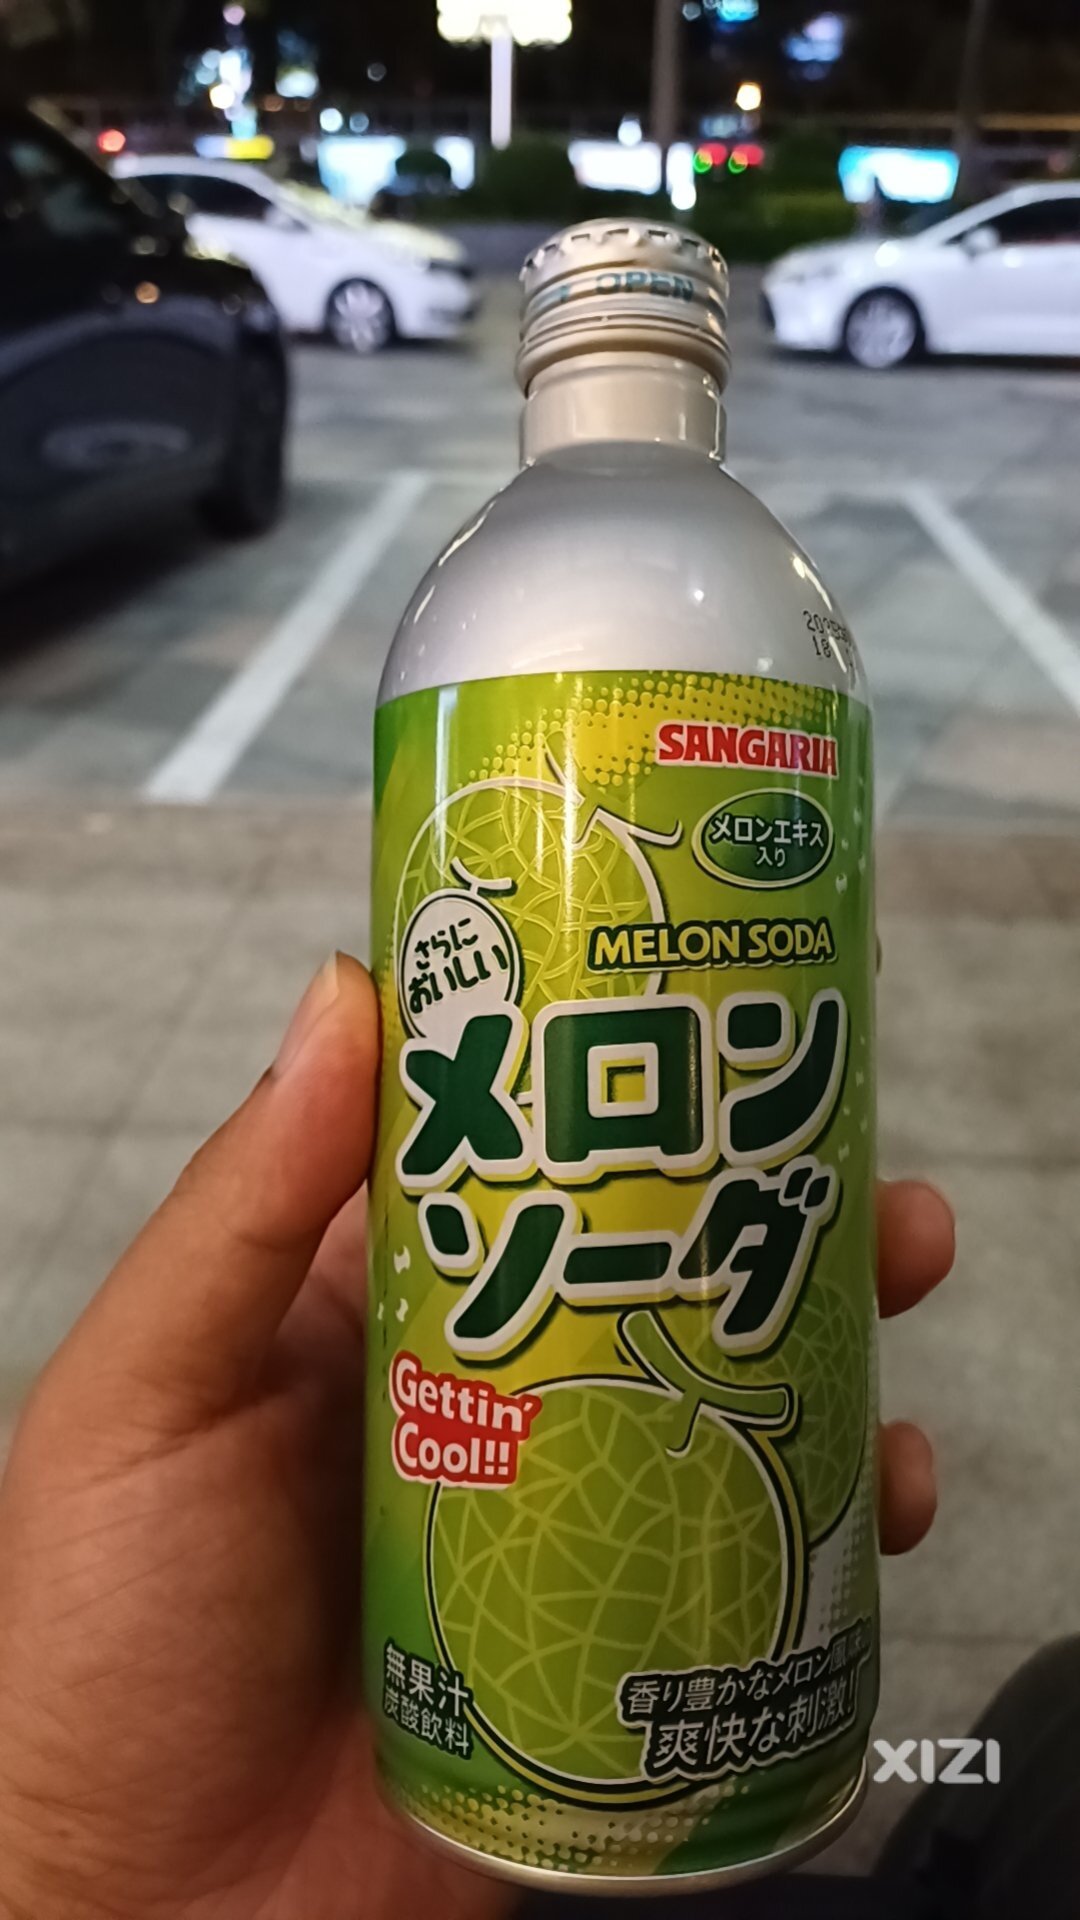 OPEN
SANGARIA
メロンエキス
入り
さらに
おいしい
MELON SODA
メロン
ソーダ
Gettin'
Cool!!
無果汁
炭酸飲料
香り豊かなメロン風味の
爽快な刺激!!
XIZI